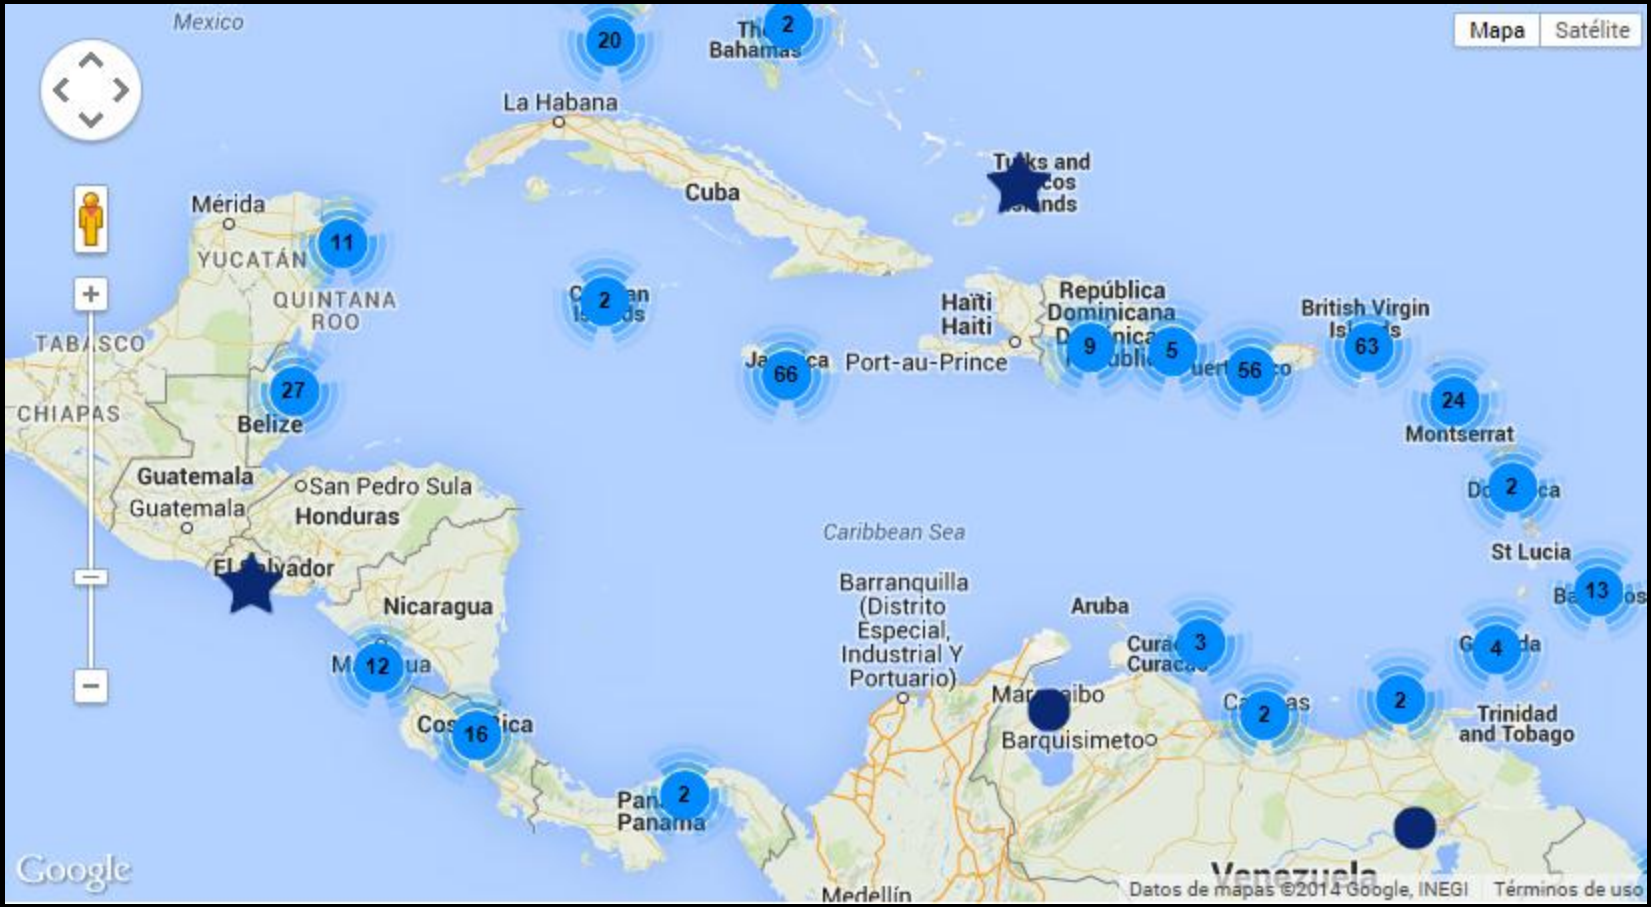 Mexico
20
2
Bahamas
Mapa
Satélite
La Habana
Cuba
Mérida
11
YUCATÁN
QUINTANA
ROO
2
TABASCO
27
CHIAPAS
Belize
66
Haïti
Haiti
Port-au-Prince
República
Dominicana
9
5
56
British Virgin
63
24
Montserrat
2
Guatemala
Guatemala
San Pedro Sula
Honduras
Caribbean Sea
St Lucia
13
Nicaragua
12
16
Barranquilla
(Distrito
Especial,
Industrial Y
Portuario)
Aruba
3
4
Barquisimeto
2
2
Trinidad
and Tobago
2
Panama
Medellín
Venezuela
Google
Datos de mapas ©2014 Google, INEGI
Términos de uso